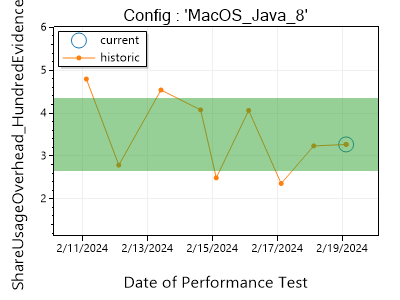 Config : 'MacOS_Java_8'
ShareUsageOverhead_HundredEvidence
current
historic
6
5
4
3
2
2/11/2024 2/13/2024 2/15/2024 2/17/2024 2/19/2024
Date of Performance Test